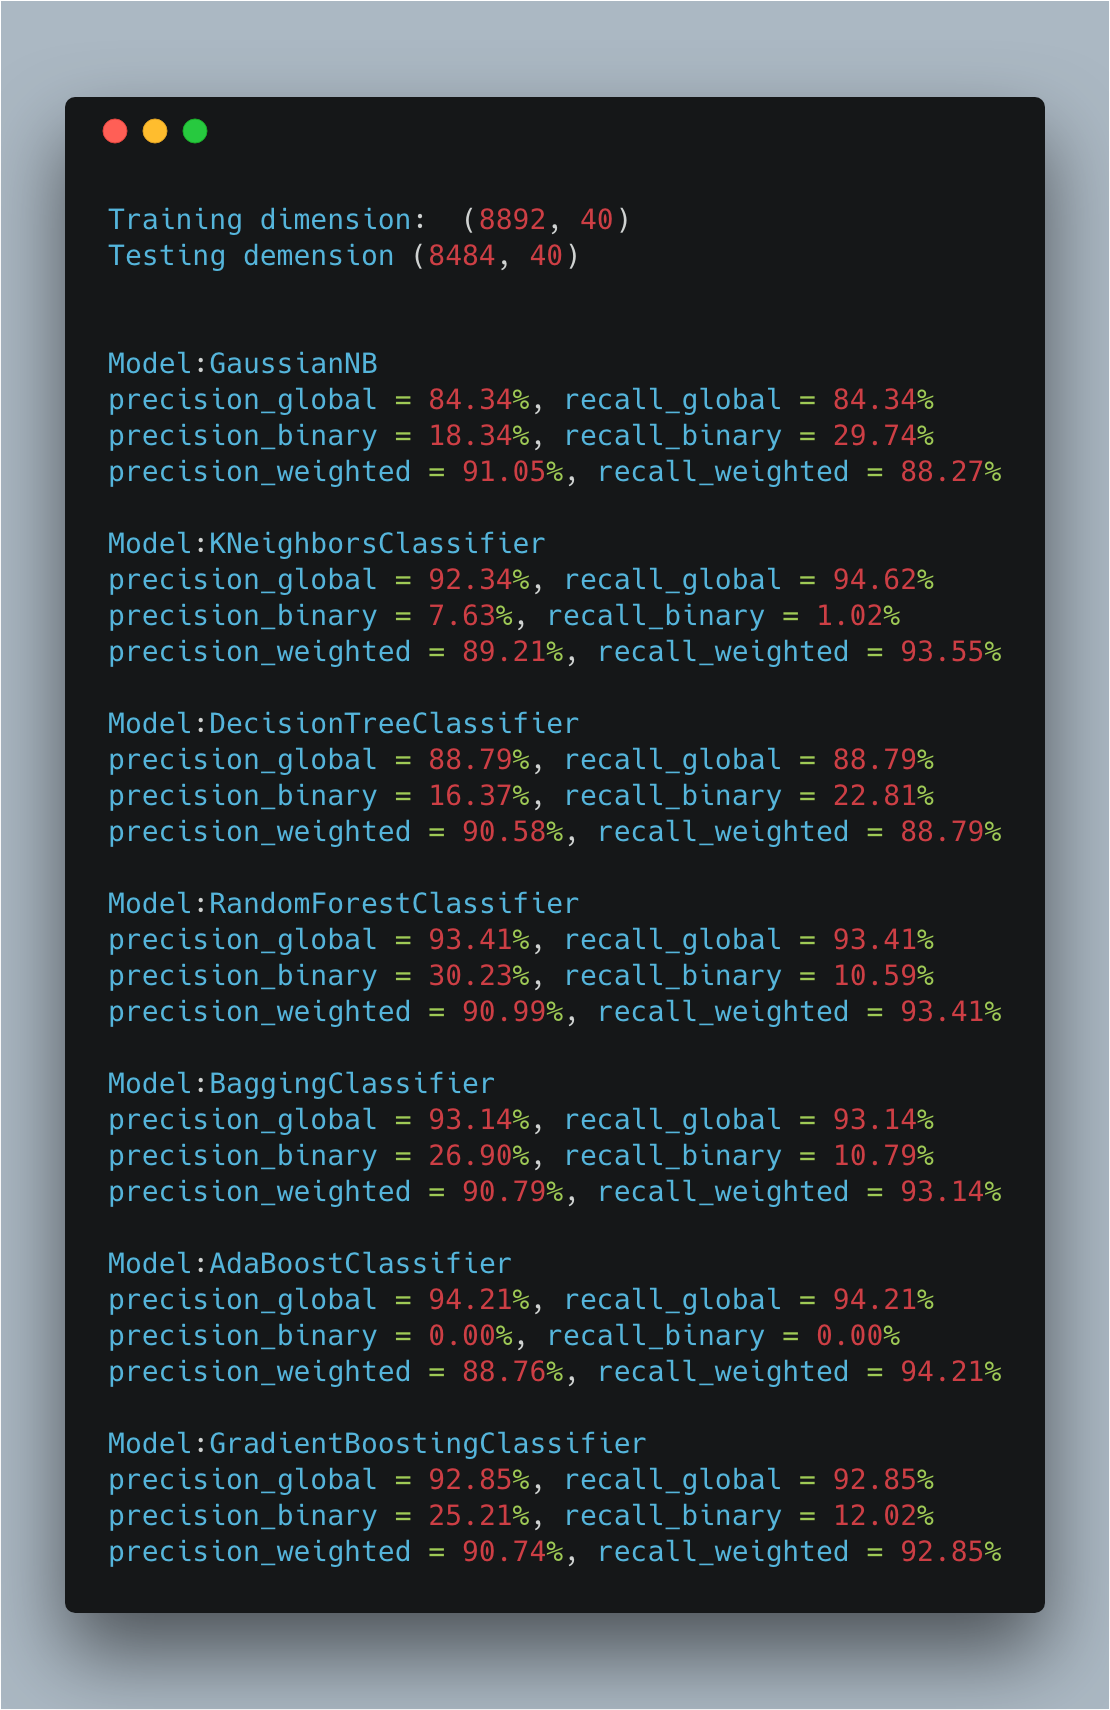 Training dimension:  (8892, 40)
Testing demension (8484, 40)
Model:GaussianNB
precision_global = 84.34%, recall_global = 84.34%
precision_binary = 18.34%, recall_binary = 29.74%
precision_weighted = 91.05%, recall_weighted = 88.27%
Model:KNeighborsClassifier
precision_global = 92.34%, recall_global = 94.62%
precision_binary = 7.63%, recall_binary = 1.02%
precision_weighted = 89.21%, recall_weighted = 93.55%
Model:DecisionTreeClassifier
precision_global = 88.79%, recall_global = 88.79%
precision_binary = 16.37%, recall_binary = 22.81%
precision_weighted = 90.58%, recall_weighted = 88.79%
Model:RandomForestClassifier
precision_global = 93.41%, recall_global = 93.41%
precision_binary = 30.23%, recall_binary = 10.59%
precision_weighted = 90.99%, recall_weighted = 93.41%
Model:BaggingClassifier
precision_global = 93.14%, recall_global = 93.14%
precision_binary = 26.90%, recall_binary = 10.79%
precision_weighted = 90.79%, recall_weighted = 93.14%
Model:AdaBoostClassifier
precision_global = 94.21%, recall_global = 94.21%
precision_binary = 0.00%, recall_binary = 0.00%
precision_weighted = 88.76%, recall_weighted = 94.21%
Model:GradientBoostingClassifier
precision_global = 92.85%, recall_global = 92.85%
precision_binary = 25.21%, recall_binary = 12.02%
precision_weighted = 90.74%, recall_weighted = 92.85%